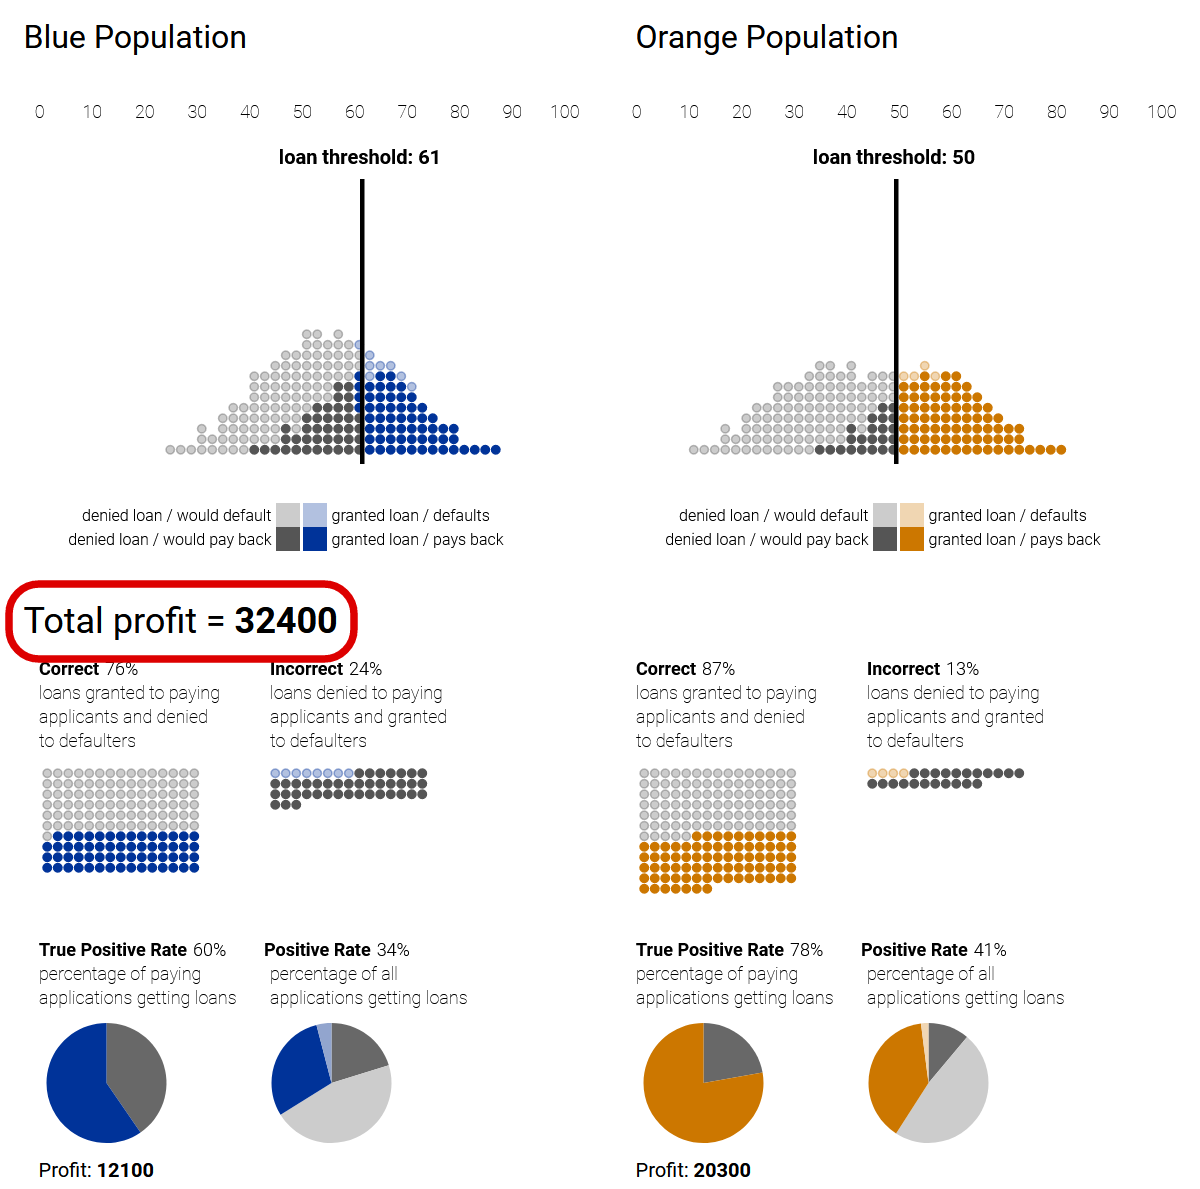 Blue Population
0 10 20 30 40 50 60 70 80 90 100
loan threshold: 61
denied loan / would default
granted loan / defaults
denied loan / would pay back
granted loan / pays back
Total profit = 32400
Correct 76%
loans granted to paying
applicants and denied
to defaulters
Incorrect 24%
loans denied to paying
applicants and granted
to defaulters
True Positive Rate 60%
percentage of paying
applications getting loans
Positive Rate 34%
percentage of all
applications getting loans
Profit: 12100
Orange Population
0 10 20 30 40 50 60 70 80 90 100
loan threshold: 50
denied loan / would default
granted loan / defaults
denied loan / would pay back
granted loan / pays back
Correct 87%
loans granted to paying
applicants and denied
to defaulters
Incorrect 13%
loans denied to paying
applicants and granted
to defaulters
True Positive Rate 78%
percentage of paying
applications getting loans
Positive Rate 41%
percentage of all
applications getting loans
Profit: 20300